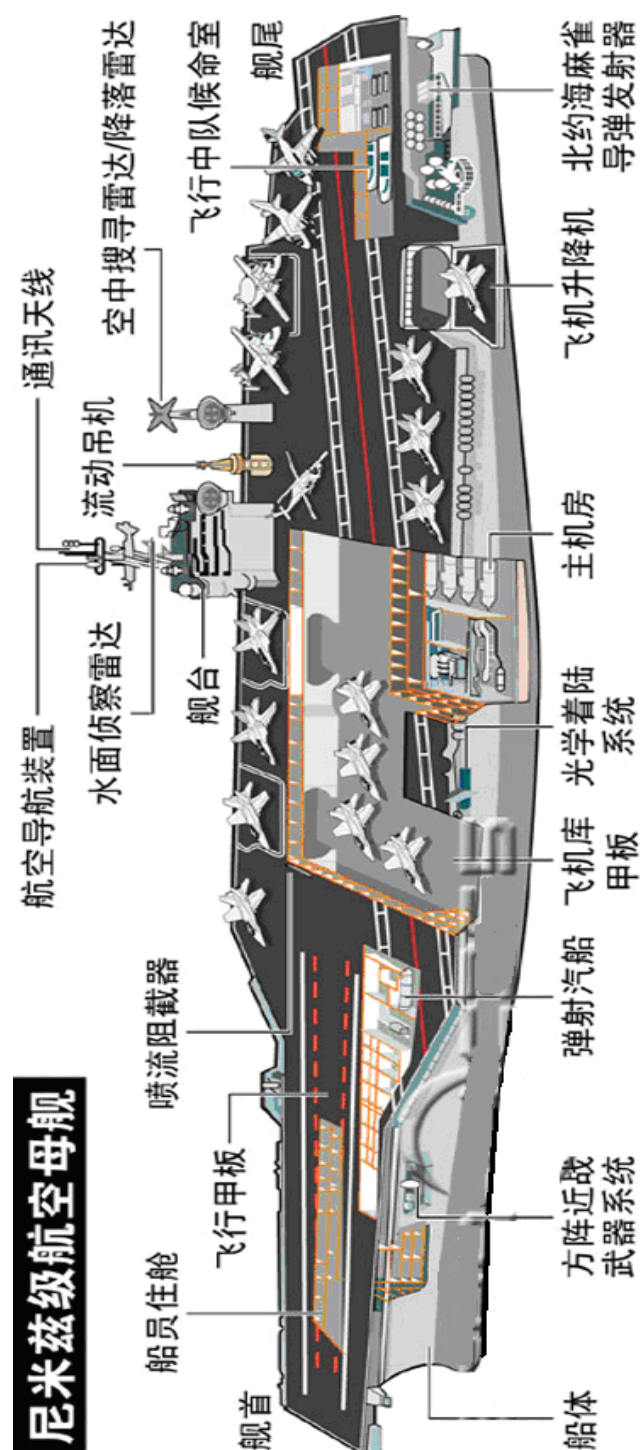 尼米兹级航空母舰
航空导航装置
通讯天线
水面侦察雷达
空中搜寻雷达/降落雷达
流动吊机
舰台
飞行中队候命室
舰尾
喷流阻截器
飞行甲板
船员住舱
舰首
船体
方阵近战
武器系统
弹射汽船
飞机库
甲板
光学着陆
系统
主机房
飞机升降机
北约海麻雀
导弹发射器